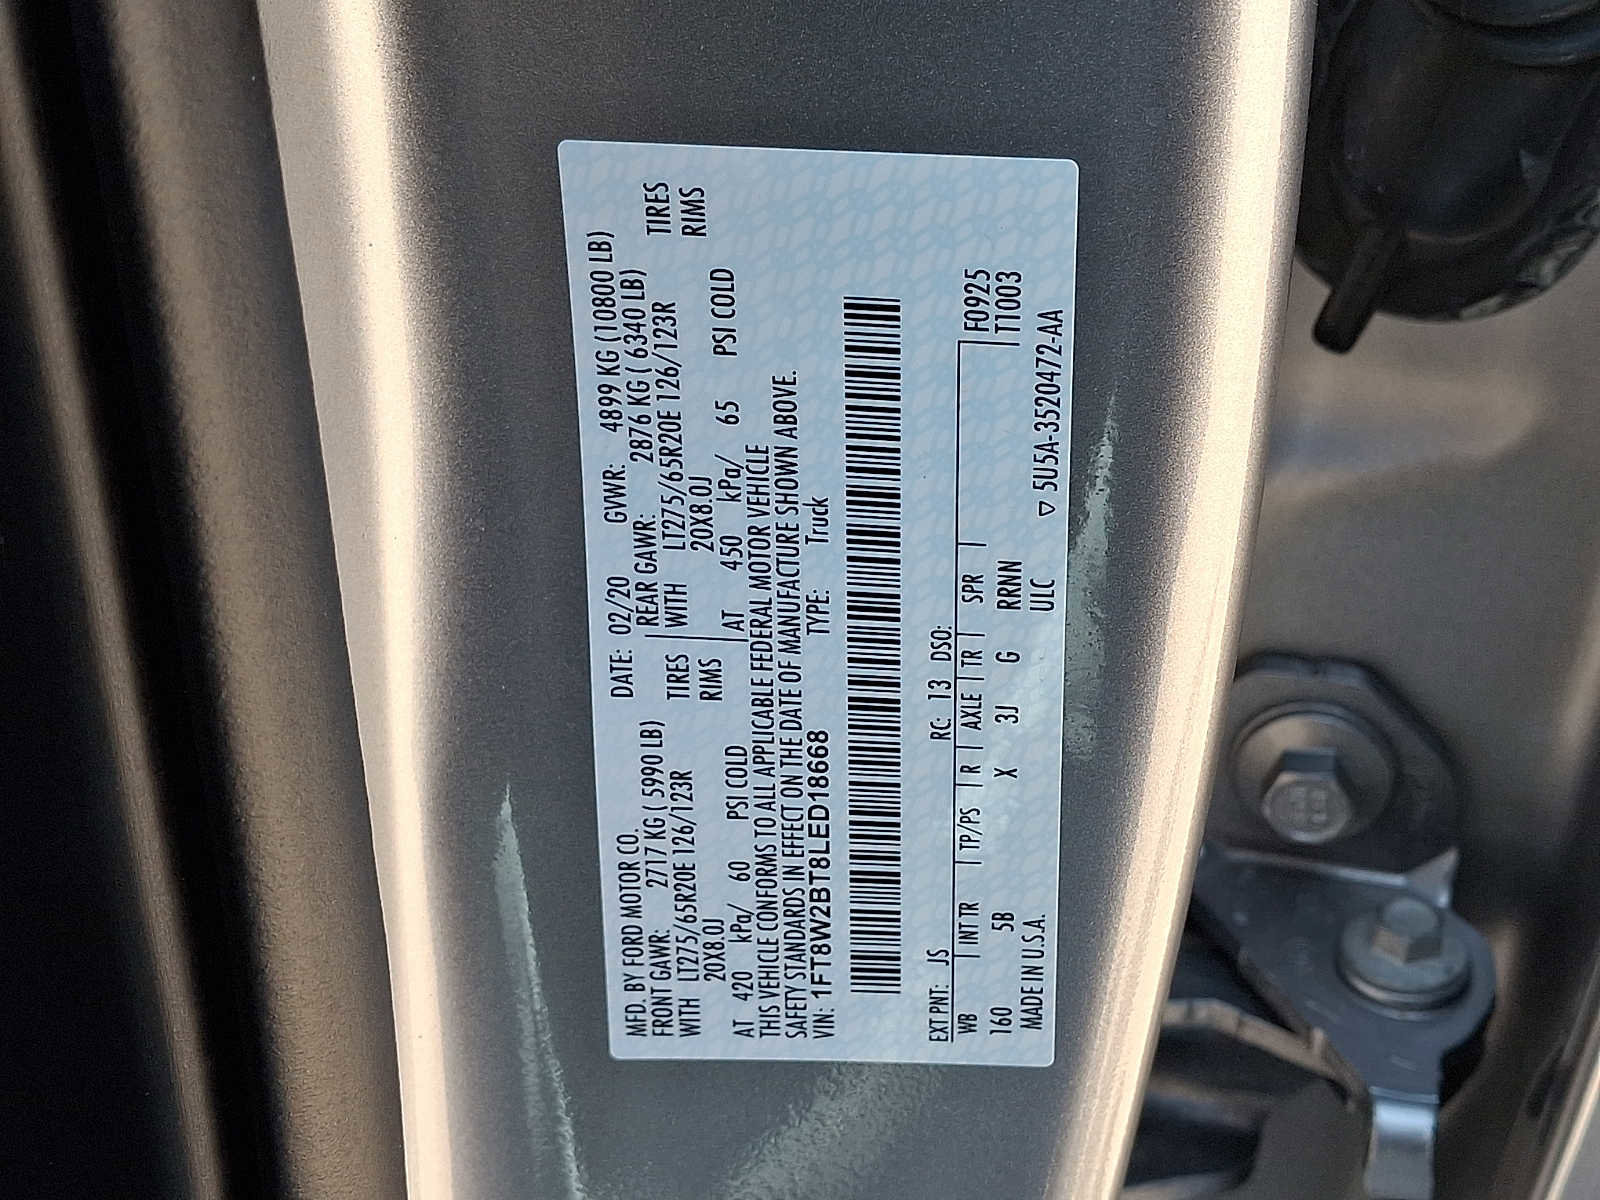 MFD. BY FORD MOTOR CO. DATE: 02/20 GVWR: 4899 KG (10800 LB)
FRONT GAWR: 2717 KG ( 5990 LB) REAR GAWR: 2876 KG ( 6340 LB)
WITH LT275/65R20E 126/123R TIRES WITH LT275/65R20E 126/123R TIRES
20X8.0J RIMS 20X8.0J RIMS
AT 420 kPa/ 60 PSI COLD AT 450 kPa/ 65 PSI COLD
THIS VEHICLE CONFORMS TO ALL APPLICABLE FEDERAL MOTOR VEHICLE
SAFETY STANDARDS IN EFFECT ON THE DATE OF MANUFACTURE SHOWN ABOVE.
VIN: 1FT8W2BT8LED18668 TYPE: Truck
EXT PNT: JS RC: 13 DSO:
WB INT TR TP/PS R AXLE TR SPR F0925
160 5B X 3J G RRNN T1003
MADE IN U.S.A. ULC ▽ 5U5A-3520472-AA